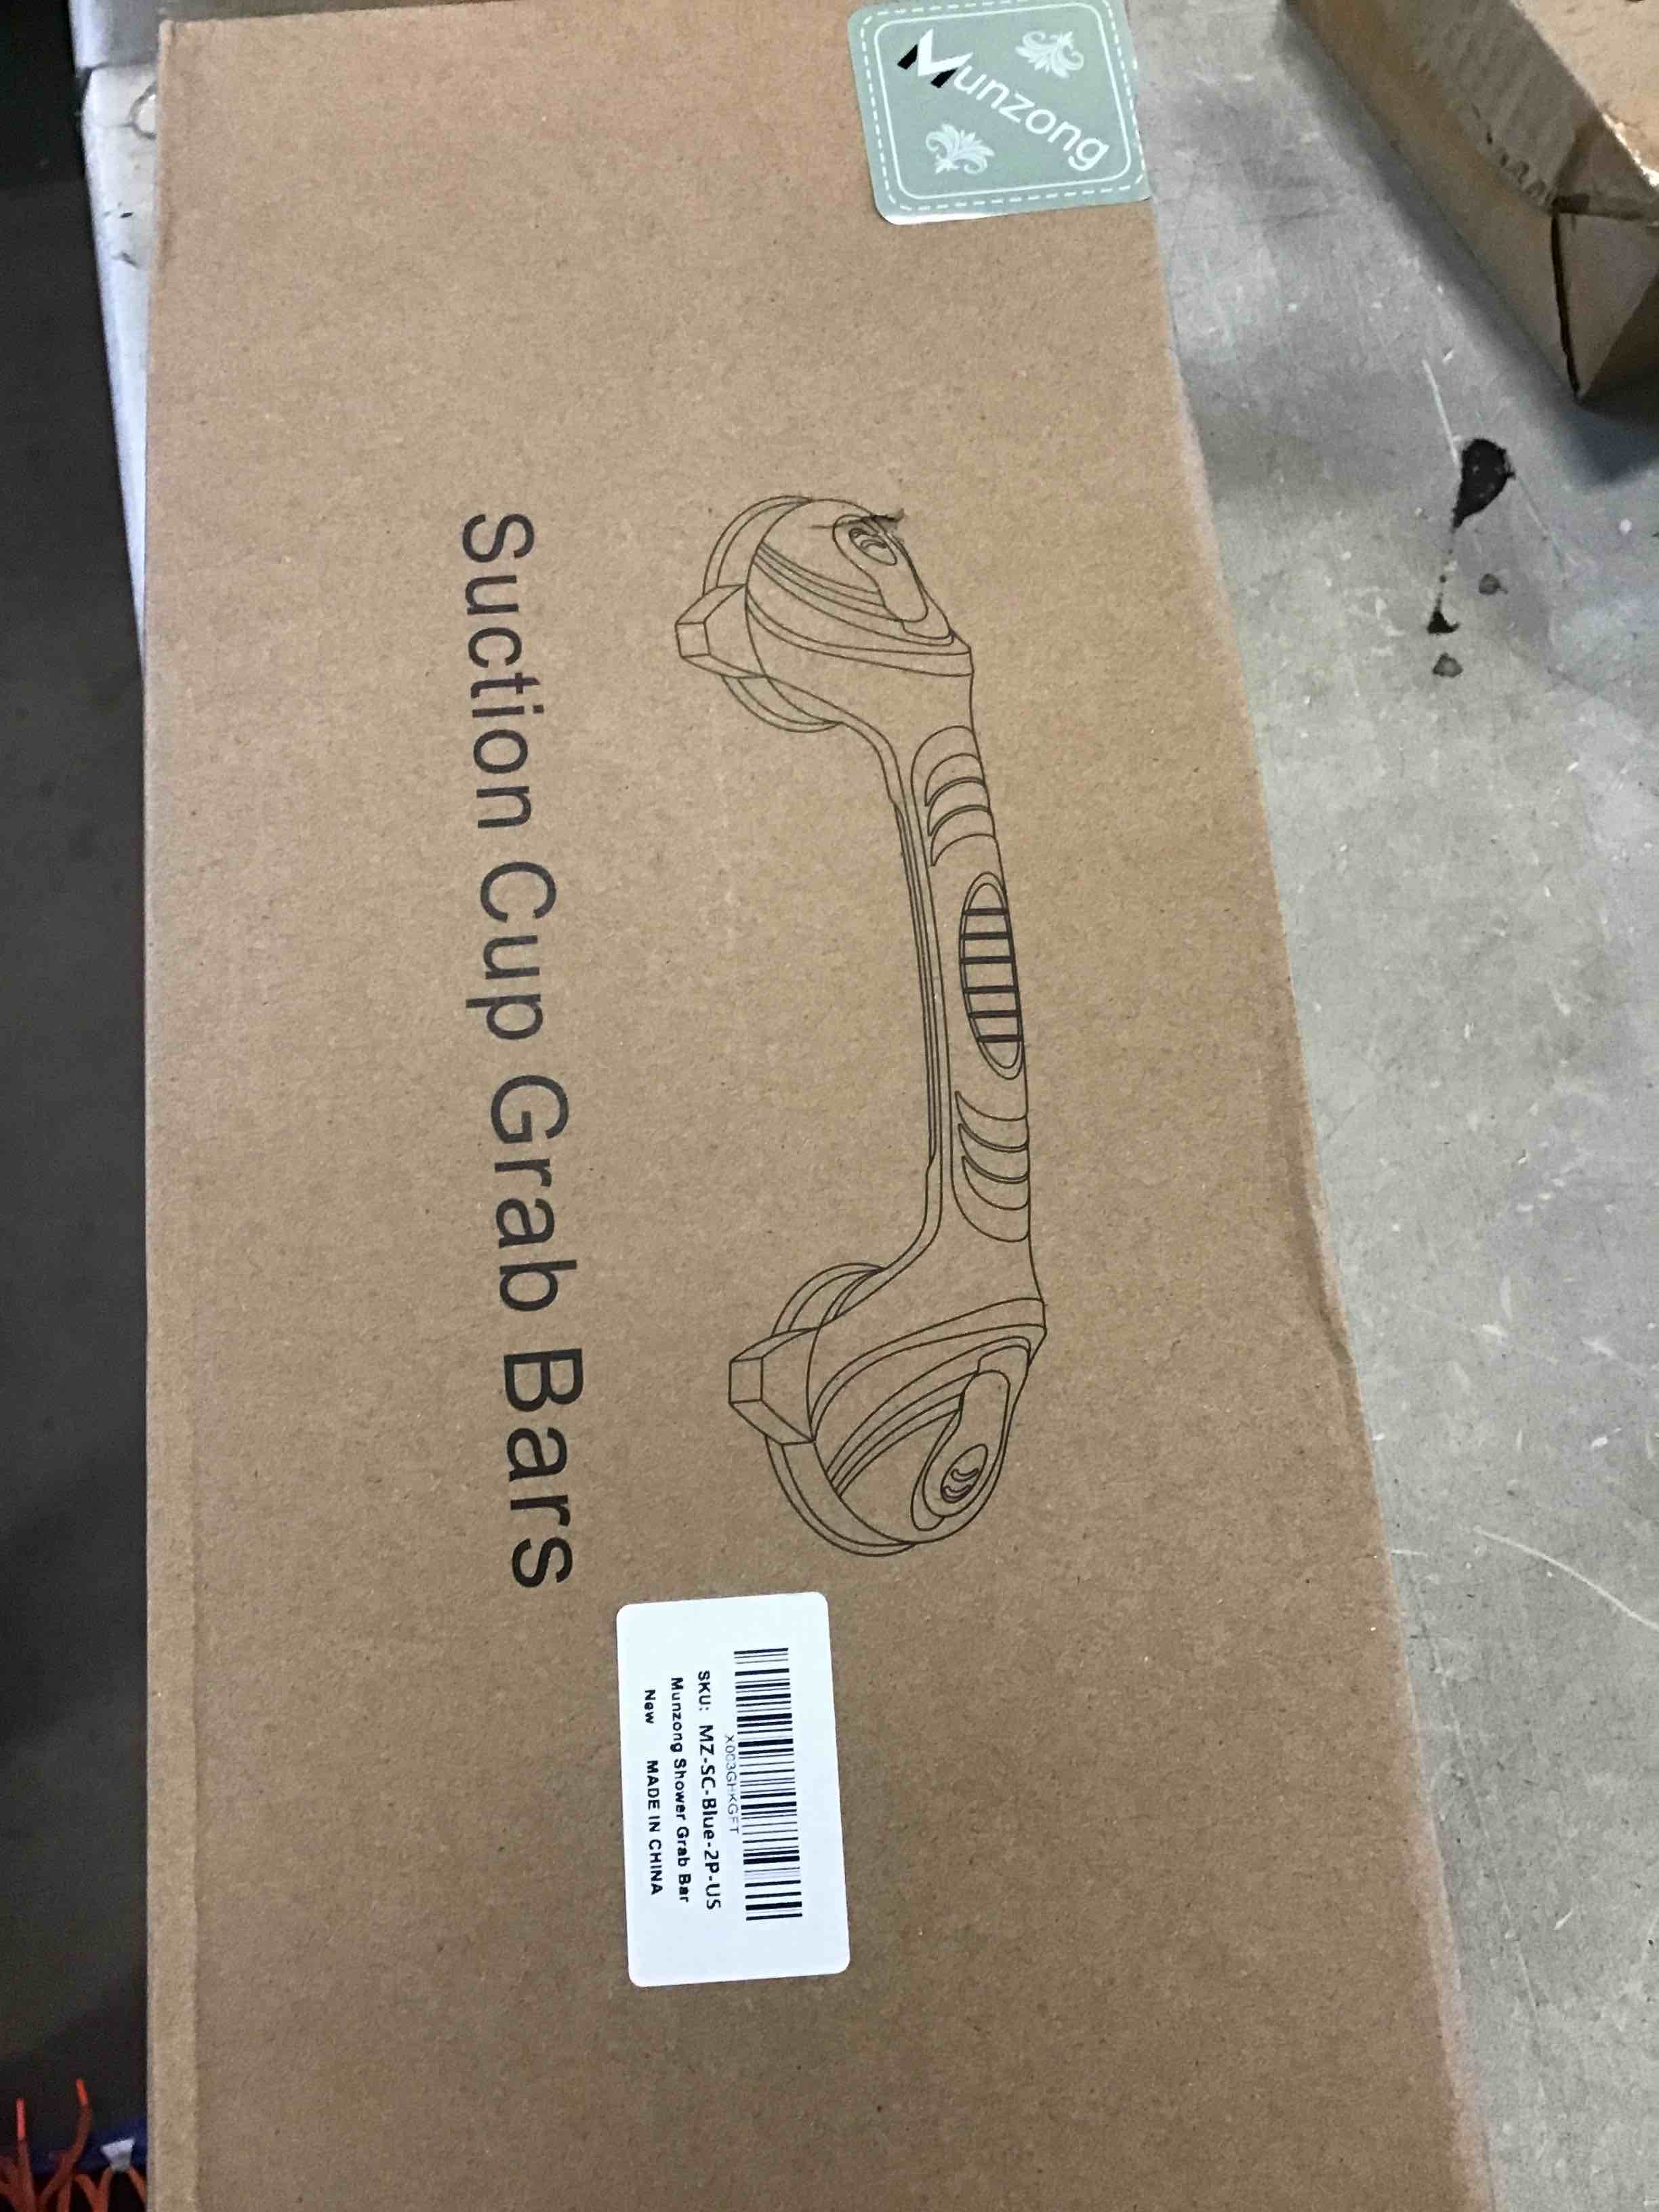 Munzong
Suction Cup Grab Bars
X003GHKGFT
SKU: MZ-SC-Blue-2P-US
Munzong Shower Grab Bar
New MADE IN CHINA